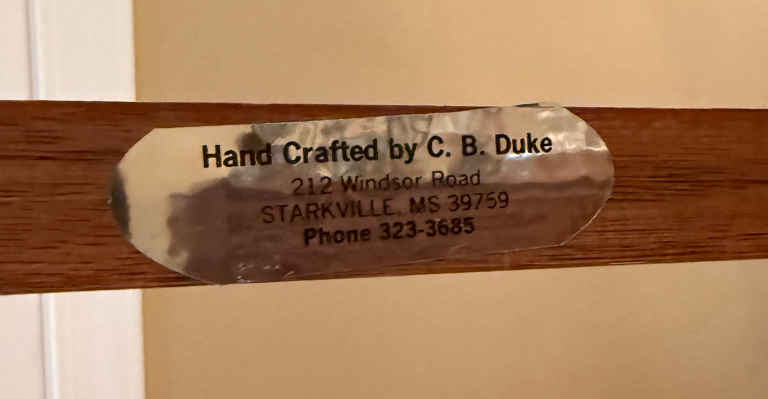 Hand Crafted by C. B. Duke
212 Windsor Road
STARKVILLE, MS 39759
Phone 323-3685